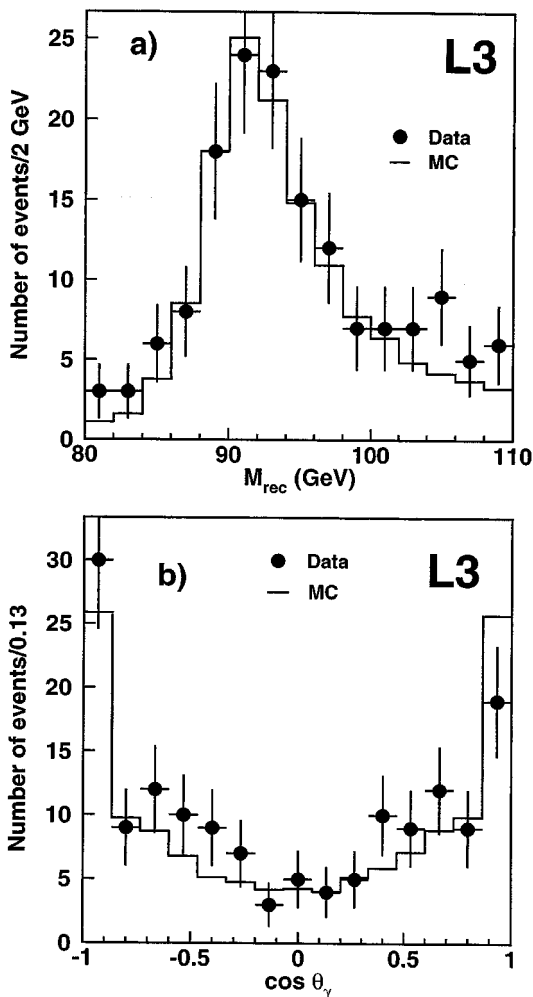 a)
L3
Data
MC
Number of events/2 GeV
25
20
15
10
5
0
80
90
100
110
M_rec (GeV)
b)
Data
L3
MC
Number of events/0.13
30
25
20
15
10
5
0
-1
-0.5
0
0.5
1
cos θ_γ